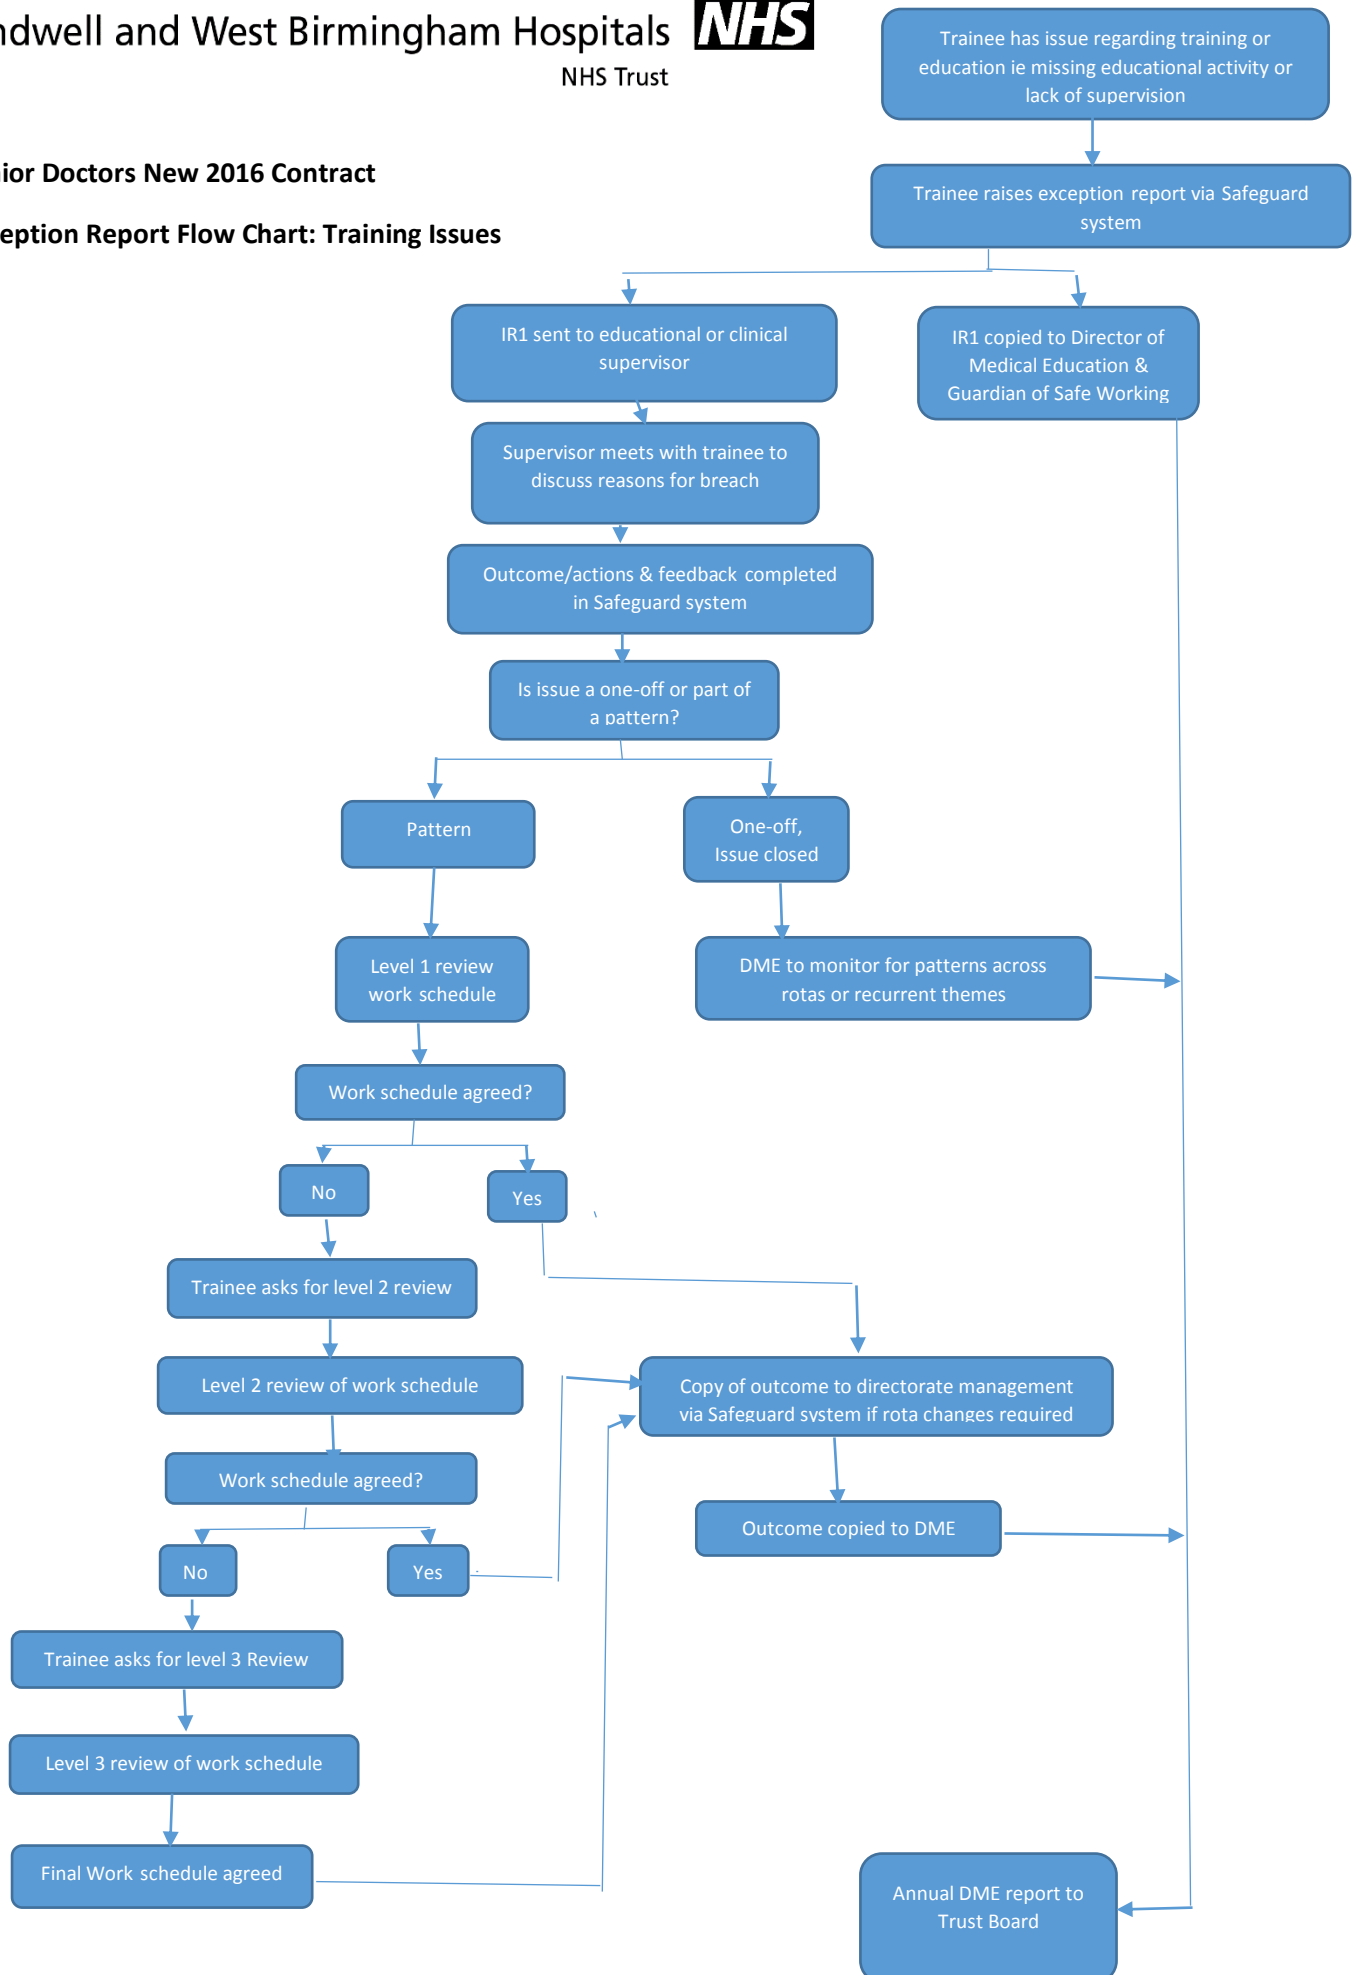 ndwell and West Birmingham Hospitals NHS
NHS Trust
ior Doctors New 2016 Contract
eption Report Flow Chart: Training Issues
Trainee has issue regarding training or
education ie missing educational activity or
lack of supervision
Trainee raises exception report via Safeguard
system
IR1 sent to educational or clinical
supervisor
IR1 copied to Director of
Medical Education &
Guardian of Safe Working
Supervisor meets with trainee to
discuss reasons for breach
Outcome/actions & feedback completed
in Safeguard system
Is issue a one-off or part of
a pattern?
Pattern
One-off,
Issue closed
Level 1 review
work schedule
DME to monitor for patterns across
rotas or recurrent themes
Work schedule agreed?
No
Yes
Trainee asks for level 2 review
Level 2 review of work schedule
Copy of outcome to directorate management
via Safeguard system if rota changes required
Work schedule agreed?
Outcome copied to DME
No
Yes
Trainee asks for level 3 Review
Level 3 review of work schedule
Final Work schedule agreed
Annual DME report to
Trust Board